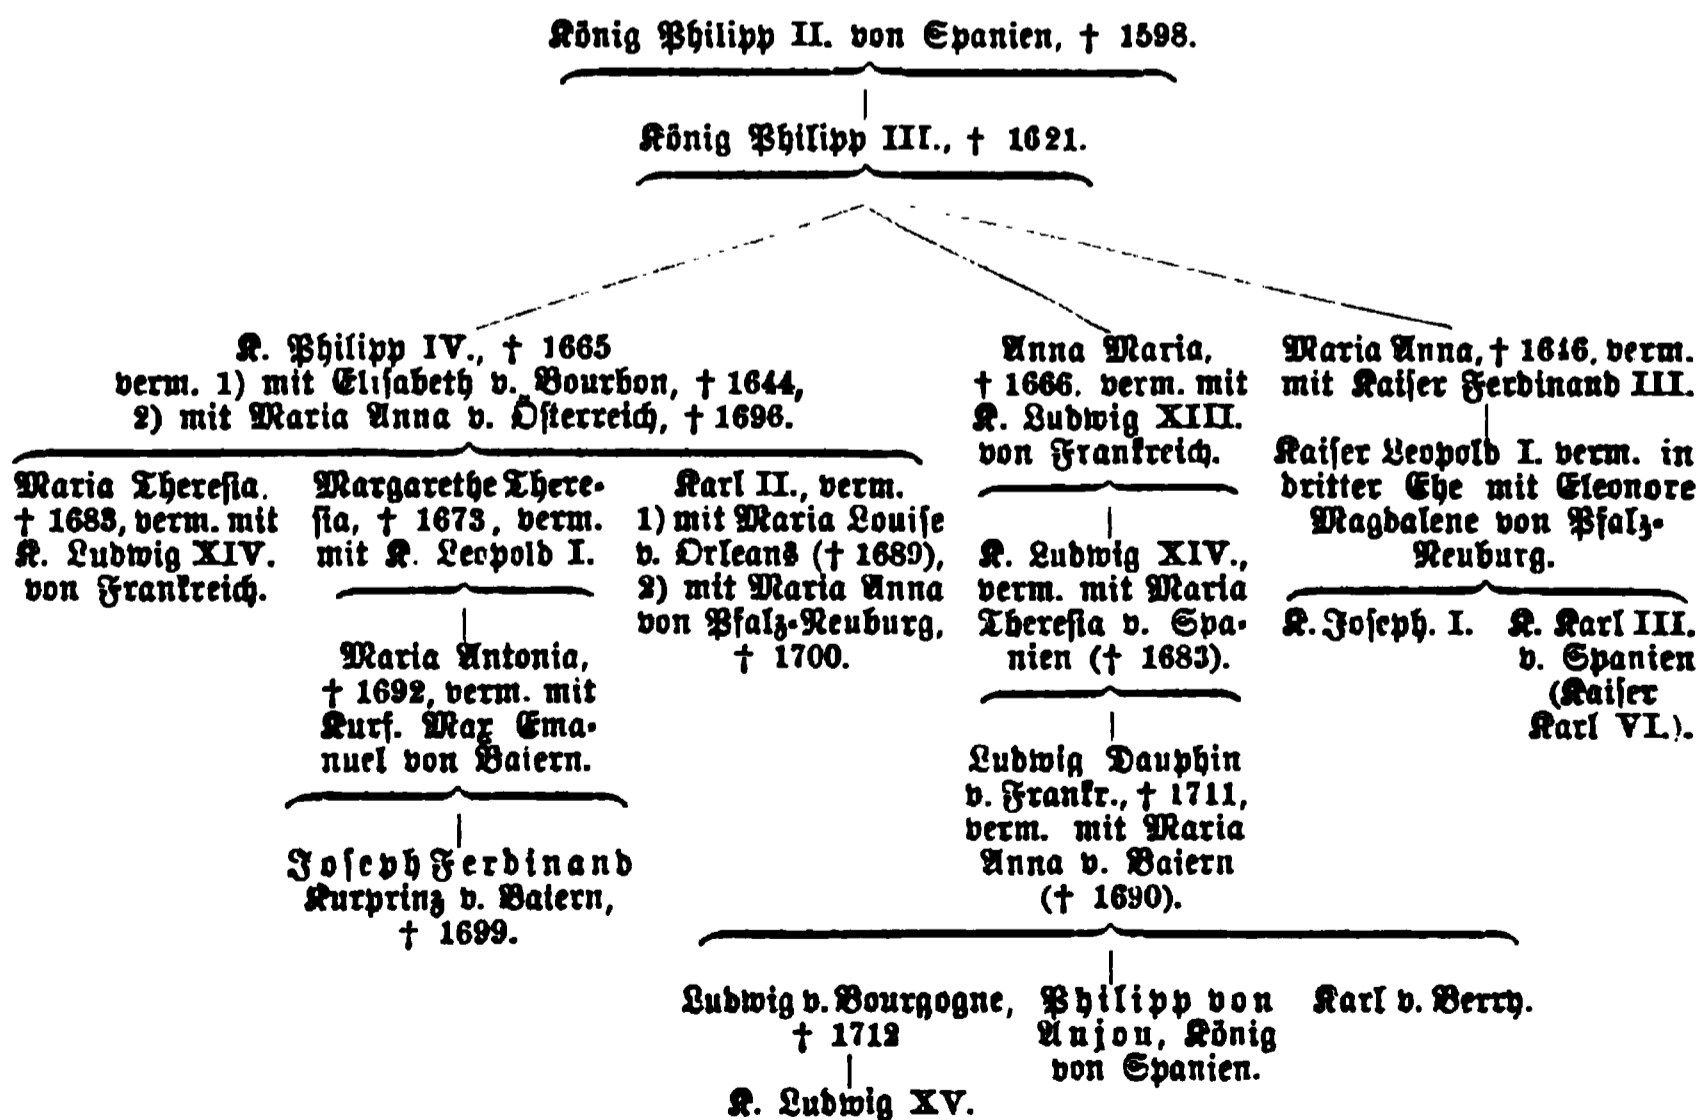 König Philipp II. von Spanien, † 1598.
König Philipp III., † 1621.
K. Philipp IV., † 1665
verm. 1) mit Elisabeth v. Bourbon, † 1644,
2) mit Maria Anna v. Österreich, † 1696.
Maria Theresia.
† 1683, verm. mit
K. Ludwig XIV.
von Frankreich.
Margarethe There-
sia, † 1673, verm.
mit K. Leopold I.
Maria Antonia,
† 1692, verm. mit
Kurf. Max Ema-
nuel von Baiern.
Joseph Ferdinand
Kurprinz v. Baiern,
† 1699.
Karl II., verm.
1) mit Maria Louise
v. Orleans († 1689),
2) mit Maria Anna
von Pfalz-Neuburg,
† 1700.
Anna Maria,
† 1666. verm. mit
K. Ludwig XIII.
von Frankreich.
K. Ludwig XIV.,
verm. mit Maria
Theresia v. Spa-
nien († 1683).
Ludwig Dauphin
v. Frankr., † 1711,
verm. mit Maria
Anna v. Baiern
(† 1690).
Ludwig v. Bourgogne,
† 1712
K. Ludwig XV.
Philipp von
Anjou, König
von Spanien.
Karl v. Berry.
Maria Anna, † 1646, verm.
mit Kaiser Ferdinand III.
Kaiser Leopold I. verm. in
dritter Ehe mit Eleonore
Magdalene von Pfalz-
Neuburg.
K. Joseph. I.
K. Karl III.
v. Spanien
(Kaiser
Karl VI.).